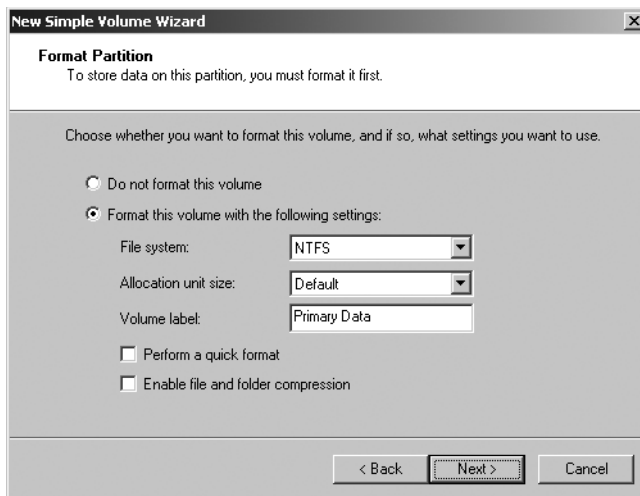 New Simple Volume Wizard
Format Partition
To store data on this partition, you must format it first.
Choose whether you want to format this volume, and if so, what settings you want to use.
Do not format this volume
Format this volume with the following settings:
File system: NTFS
Allocation unit size: Default
Volume label: Primary Data
Perform a quick format
Enable file and folder compression
< Back Next > Cancel